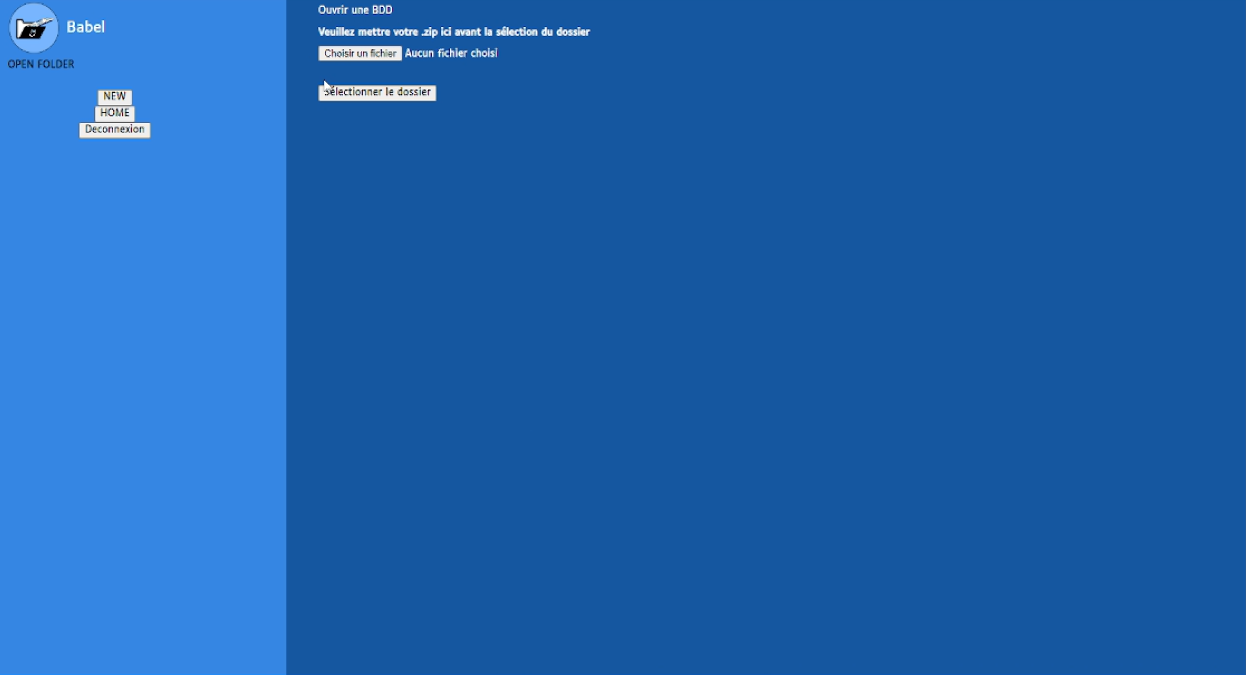 Babel
OPEN FOLDER
NEW
HOME
Deconnexion
Ouvrir une BDD
Veuillez mettre votre .zip ici avant la sélection du dossier
Choisir un fichier Aucun fichier choisi
Sélectionner le dossier